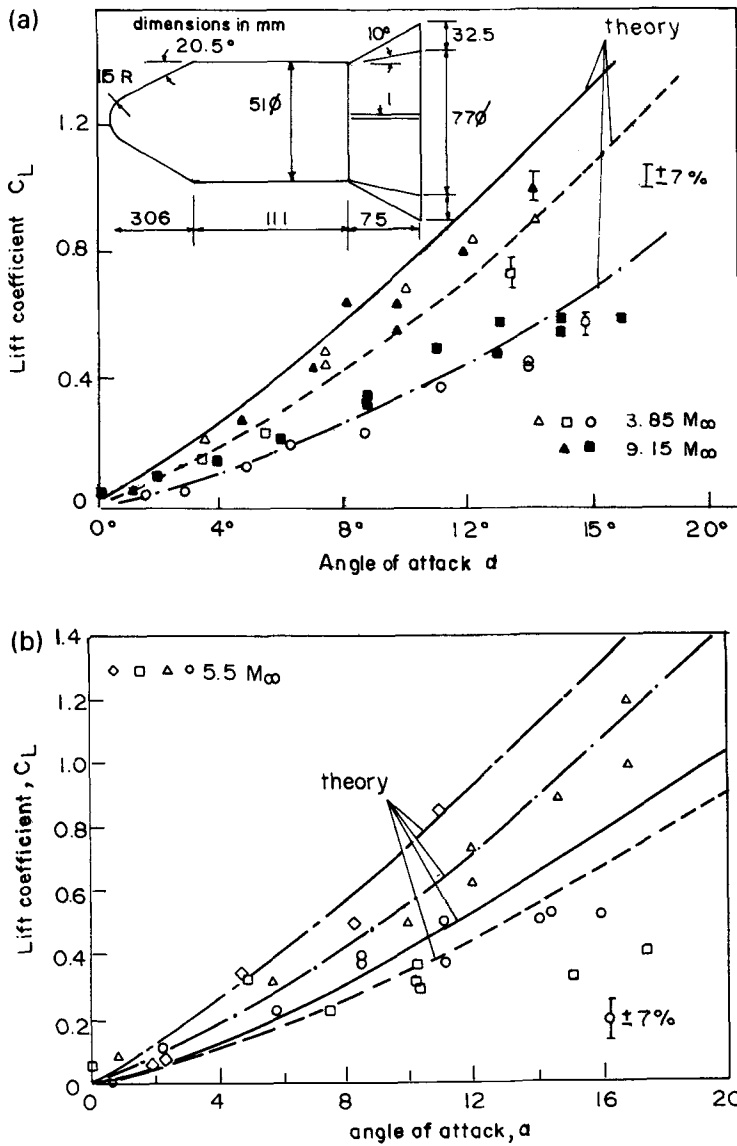 (a)
dimensions in mm
20.5°
15 R
51ϕ
10°
1
32.5
77ϕ
306
111
75
theory
± 7%
1.2
0.8
0.4
0
Lift coefficient C_L
△ □ ○ 3.85 M∞
▲ ■ 9.15 M∞
0° 4° 8° 12° 15° 20°
Angle of attack α
(b)
1.4
1.2
1.0
0.8
0.6
0.4
0.2
0
Lift coefficient, C_L
◇ □ △ ○ 5.5 M∞
theory
± 7%
0 4 8 12 16 20
angle of attack, α